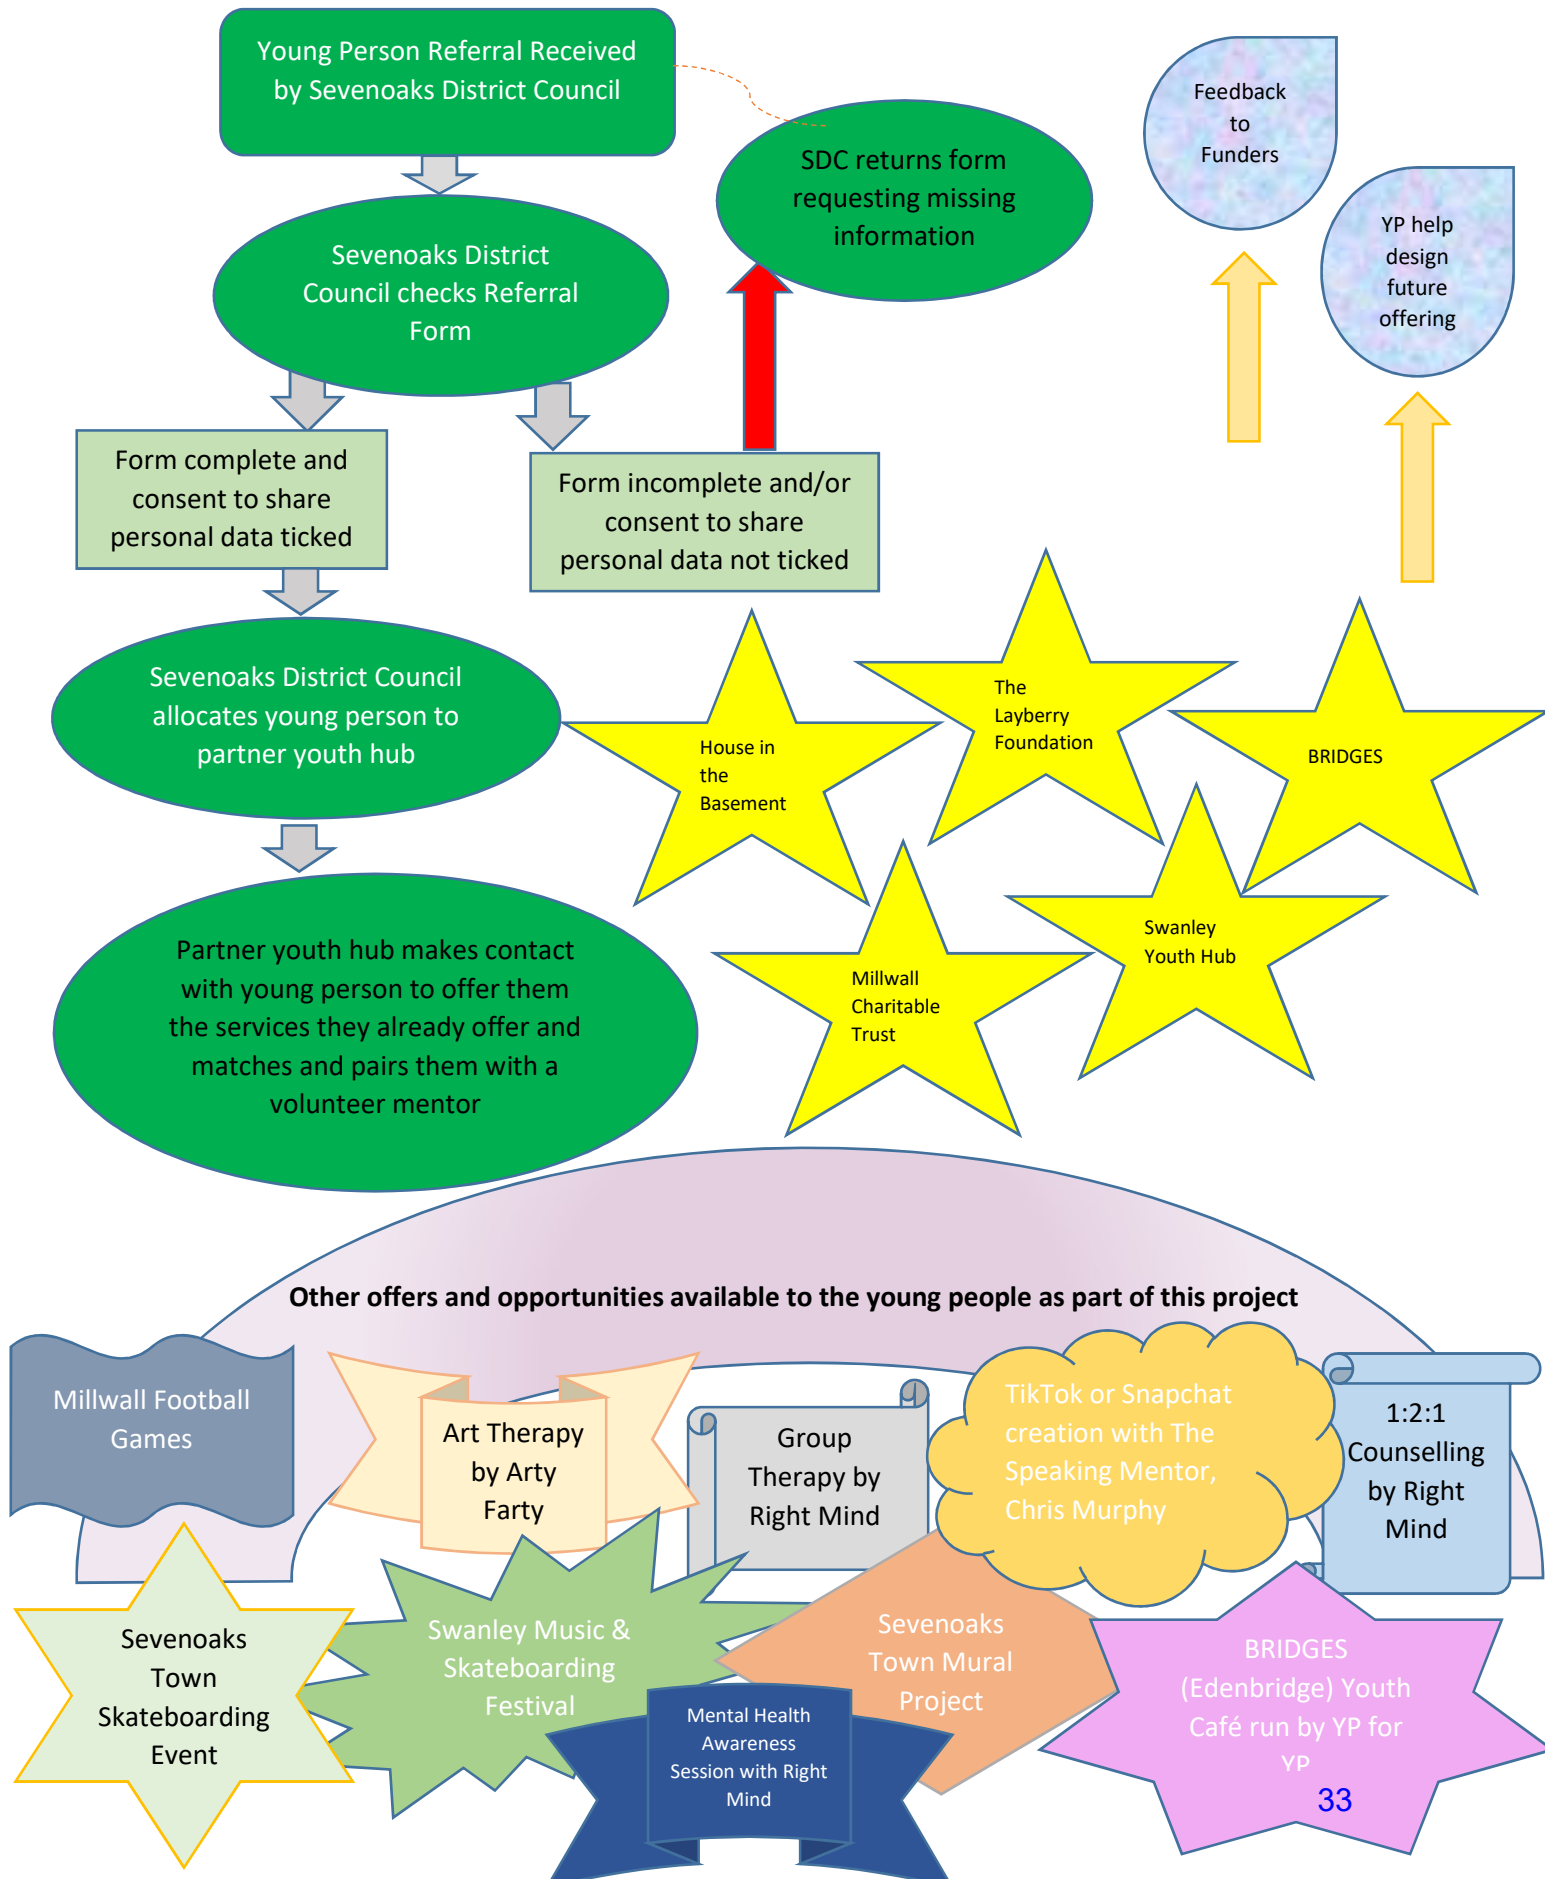 Young Person Referral Received
by Sevenoaks District Council
Feedback
to
Funders
SDC returns form
requesting missing
information
YP help
design
future
offering
Sevenoaks District
Council checks Referral
Form
Form complete and
consent to share
personal data ticked
Form incomplete and/or
consent to share
personal data not ticked
Sevenoaks District Council
allocates young person to
partner youth hub
House in
the
Basement
The
Layberry
Foundation
BRIDGES
Partner youth hub makes contact
with young person to offer them
the services they already offer and
matches and pairs them with a
volunteer mentor
Millwall
Charitable
Trust
Swanley
Youth Hub
Other offers and opportunities available to the young people as part of this project
Millwall Football
Games
Art Therapy
by Arty
Farty
Group
Therapy by
Right Mind
TikTok or Snapchat
creation with The
Speaking Mentor,
Chris Murphy
1:2:1
Counselling
by Right
Mind
Sevenoaks
Town
Skateboarding
Event
Swanley Music &
Skateboarding
Festival
Mental Health
Awareness
Session with Right
Mind
Sevenoaks
Town Mural
Project
BRIDGES
(Edenbridge) Youth
Café run by YP for
YP
33